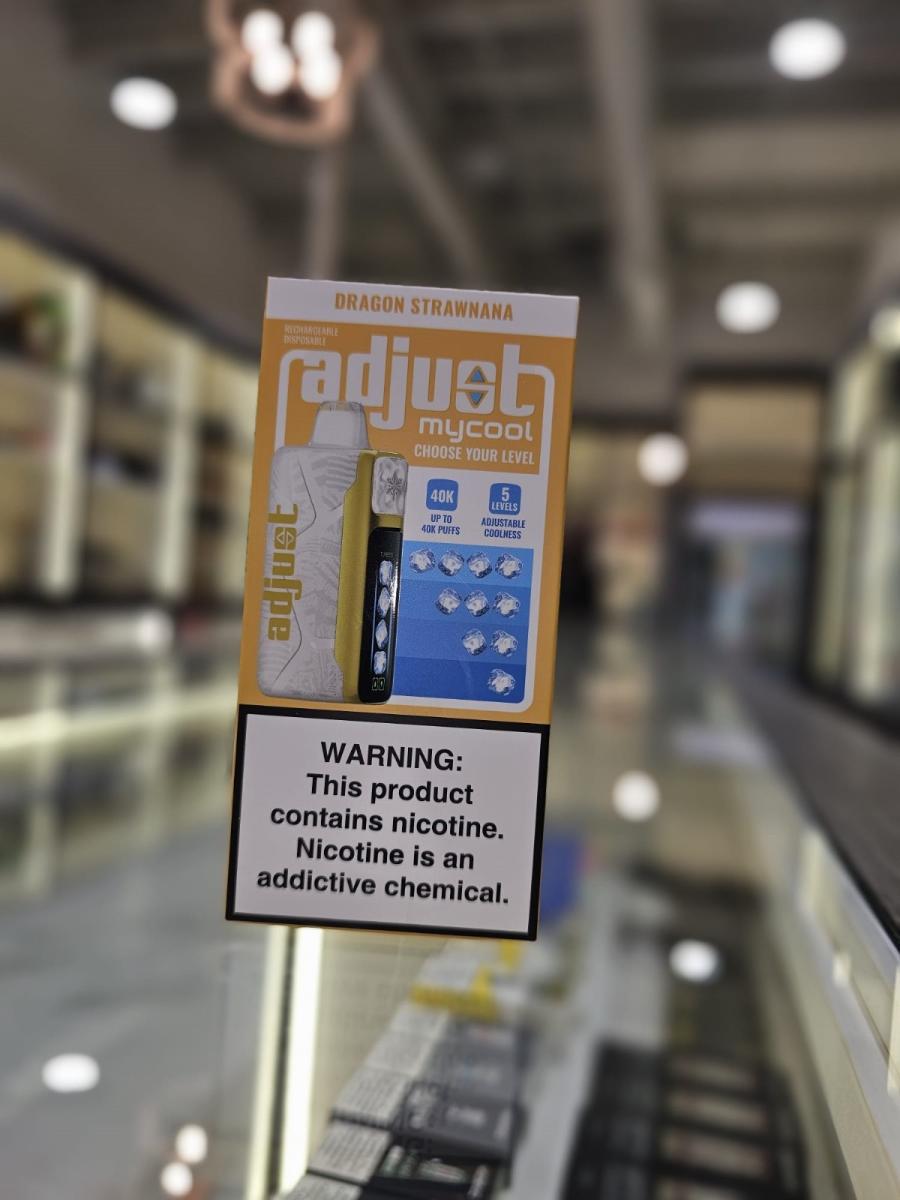 DRAGON STRAWNANA
RECHARGEABLE
DISPOSABLE
adjust
mycool
CHOOSE YOUR LEVEL
40K
UP TO
40K PUFFS
5
LEVELS
ADJUSTABLE
COOLNESS
adjust
WARNING:
This product
contains nicotine.
Nicotine is an
addictive chemical.